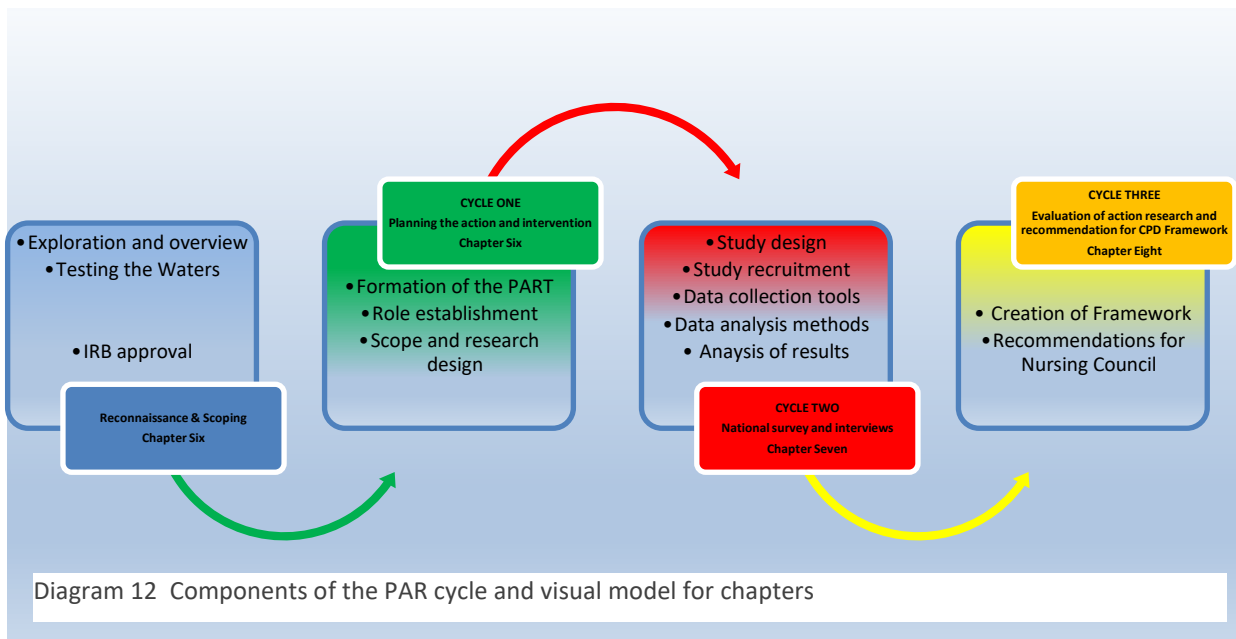 •Exploration and overview
•Testing the Waters
•IRB approval
Reconnaissance & Scoping
Chapter Six
CYCLE ONE
Planning the action and intervention
Chapter Six
•Formation of the PART
•Role establishment
•Scope and research
design
•Study design
•Study recruitment
•Data collection tools
•Data analysis methods
• Anaysis of results
CYCLE TWO
National survey and interviews
Chapter Seven
CYCLE THREE
Evaluation of action research and
recommendation for CPD Framework
Chapter Eight
• Creation of Framework
•Recommendations for
Nursing Council
Diagram 12 Components of the PAR cycle and visual model for chapters